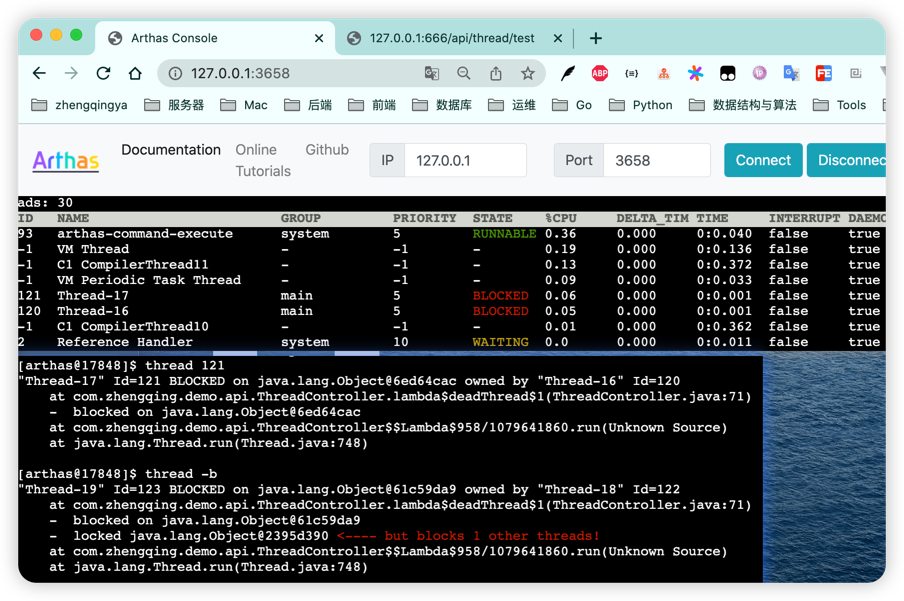 Arthas Console
127.0.0.1:666/api/thread/test
127.0.0.1:3658
ABP
FE
zhengqingya
服务器
Mac
后端
前端
数据库
运维
Go
Python
数据结构与算法
Tools
Arthas
Documentation
Online Tutorials
Github
IP 127.0.0.1
Port 3658
Connect
Disconnec
ads: 30
ID NAME GROUP PRIORITY STATE %CPU DELTA_TIM TIME INTERRUPT DAEMO
93 arthas-command-execute system 5 RUNNABLE 0.36 0.000 0:0.040 false true
-1 VM Thread - -1 - 0.19 0.000 0:0.136 false true
-1 C1 CompilerThread11 - -1 - 0.13 0.000 0:0.372 false true
-1 VM Periodic Task Thread - -1 - 0.09 0.000 0:0.033 false true
121 Thread-17 main 5 BLOCKED 0.06 0.000 0:0.001 false true
120 Thread-16 main 5 BLOCKED 0.05 0.000 0:0.001 false true
-1 C1 CompilerThread10 - -1 - 0.01 0.000 0:0.362 false true
2 Reference Handler system 10 WAITING 0.0 0.000 0:0.011 false true
[arthas@17848]$ thread 121
"Thread-17" Id=121 BLOCKED on java.lang.Object@6ed64cac owned by "Thread-16" Id=120
at com.zhengqing.demo.api.ThreadController.lambda$deadThread$1(ThreadController.java:71)
- blocked on java.lang.Object@6ed64cac
at com.zhengqing.demo.api.ThreadController$$Lambda$958/1079641860.run(Unknown Source)
at java.lang.Thread.run(Thread.java:748)
[arthas@17848]$ thread -b
"Thread-19" Id=123 BLOCKED on java.lang.Object@61c59da9 owned by "Thread-18" Id=122
at com.zhengqing.demo.api.ThreadController.lambda$deadThread$1(ThreadController.java:71)
- blocked on java.lang.Object@61c59da9
- locked java.lang.Object@2395d390 <---- but blocks 1 other threads!
at com.zhengqing.demo.api.ThreadController$$Lambda$958/1079641860.run(Unknown Source)
at java.lang.Thread.run(Thread.java:748)